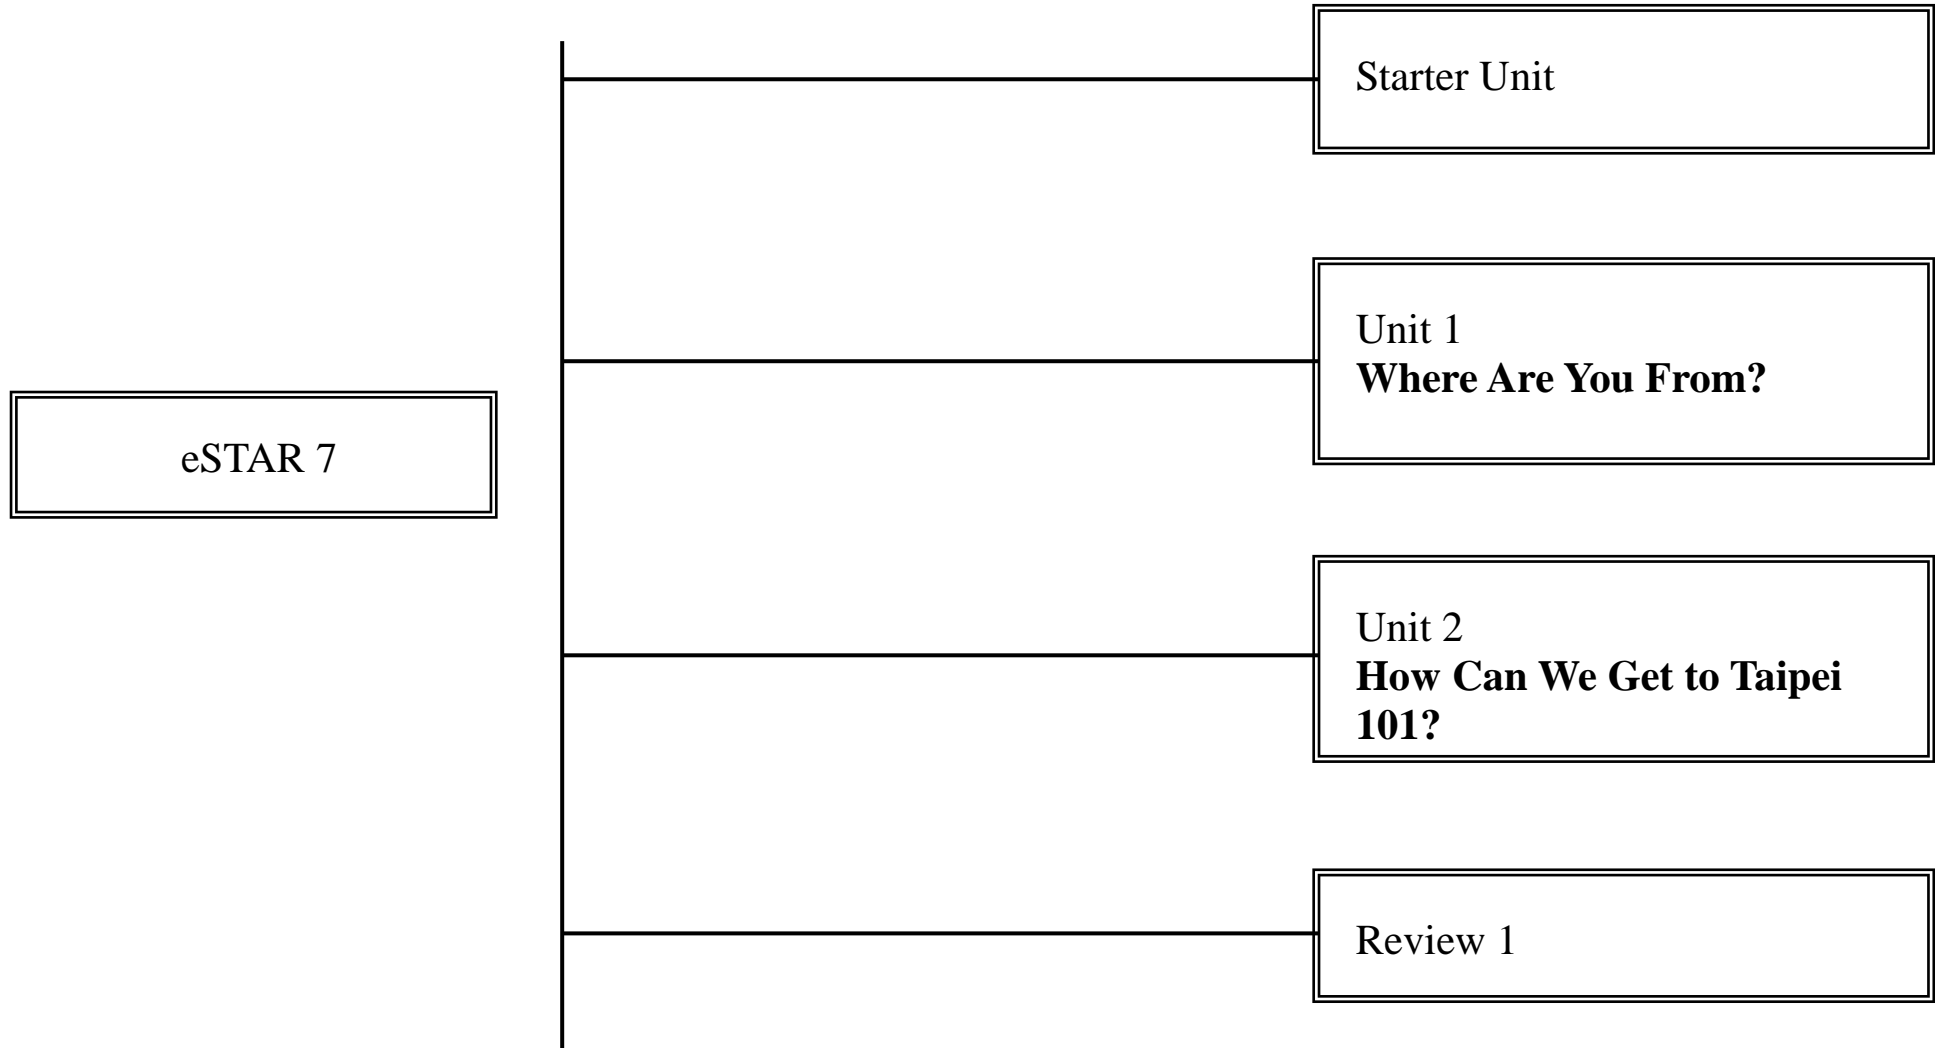 Starter Unit
Unit 1
Where Are You From?
eSTAR 7
Unit 2
How Can We Get to Taipei
101?
Review 1